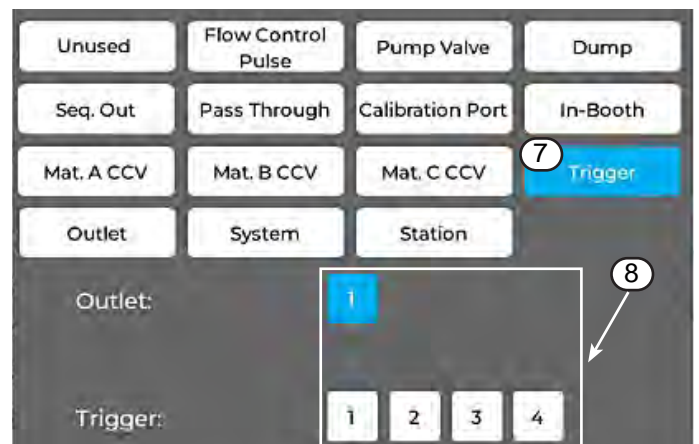 Unused Flow Control Pulse Pump Valve Dump
Seq. Out Pass Through Calibration Port In-Booth
7
Mat. A CCV Mat. B CCV Mat. C CCV Trigger
Outlet System Station
8
Outlet: 1
Trigger: 1 2 3 4